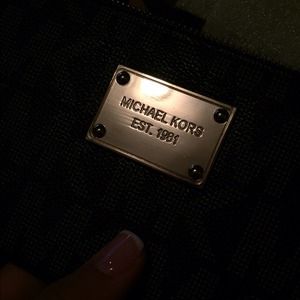 MICHAEL KORS
EST. 1981